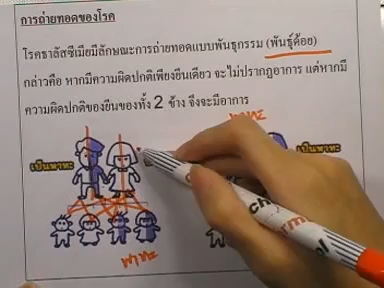 การถ่ายทอดของโรค
โรคธาลัสซีเมียมีลักษณะการถ่ายทอดแบบพันธุกรรม (พันธุ์ด้อย)
กล่าวคือ หากมีความผิดปกติเพียงยีนเดียว จะไม่ปรากฏอาการ แต่หากมี
ความผิดปกติของยีนของทั้ง 2 ข้าง จึงจะมีอาการ
พาหะ
เป็นพาหะ
เป็นพาหะ
พาหะ